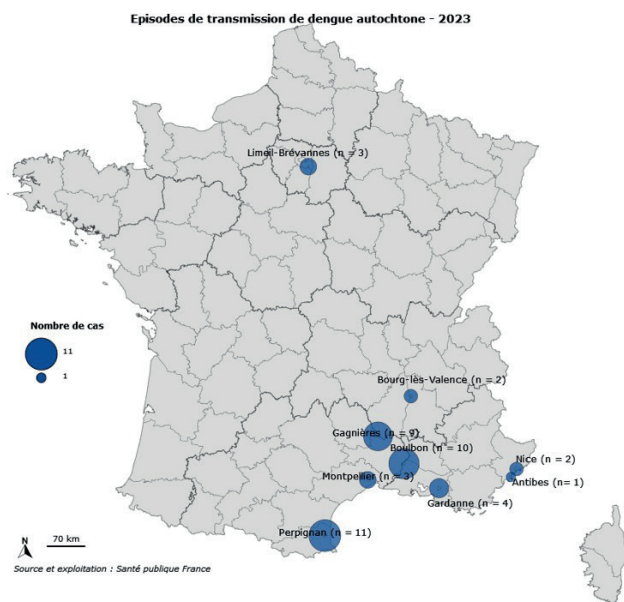 Episodes de transmission de dengue autochtone - 2023
Limeil-Brévannes (n = 3)
Nombre de cas
11
1
Bourg-lès-Valence (n = 2)
Gagnières (n = 9)
Boulbon (n = 10)
Nice (n = 2)
Montpellier (n = 3)
Antibes (n= 1)
Gardanne (n = 4)
Perpignan (n = 11)
N
70 km
Source et exploitation : Santé publique France